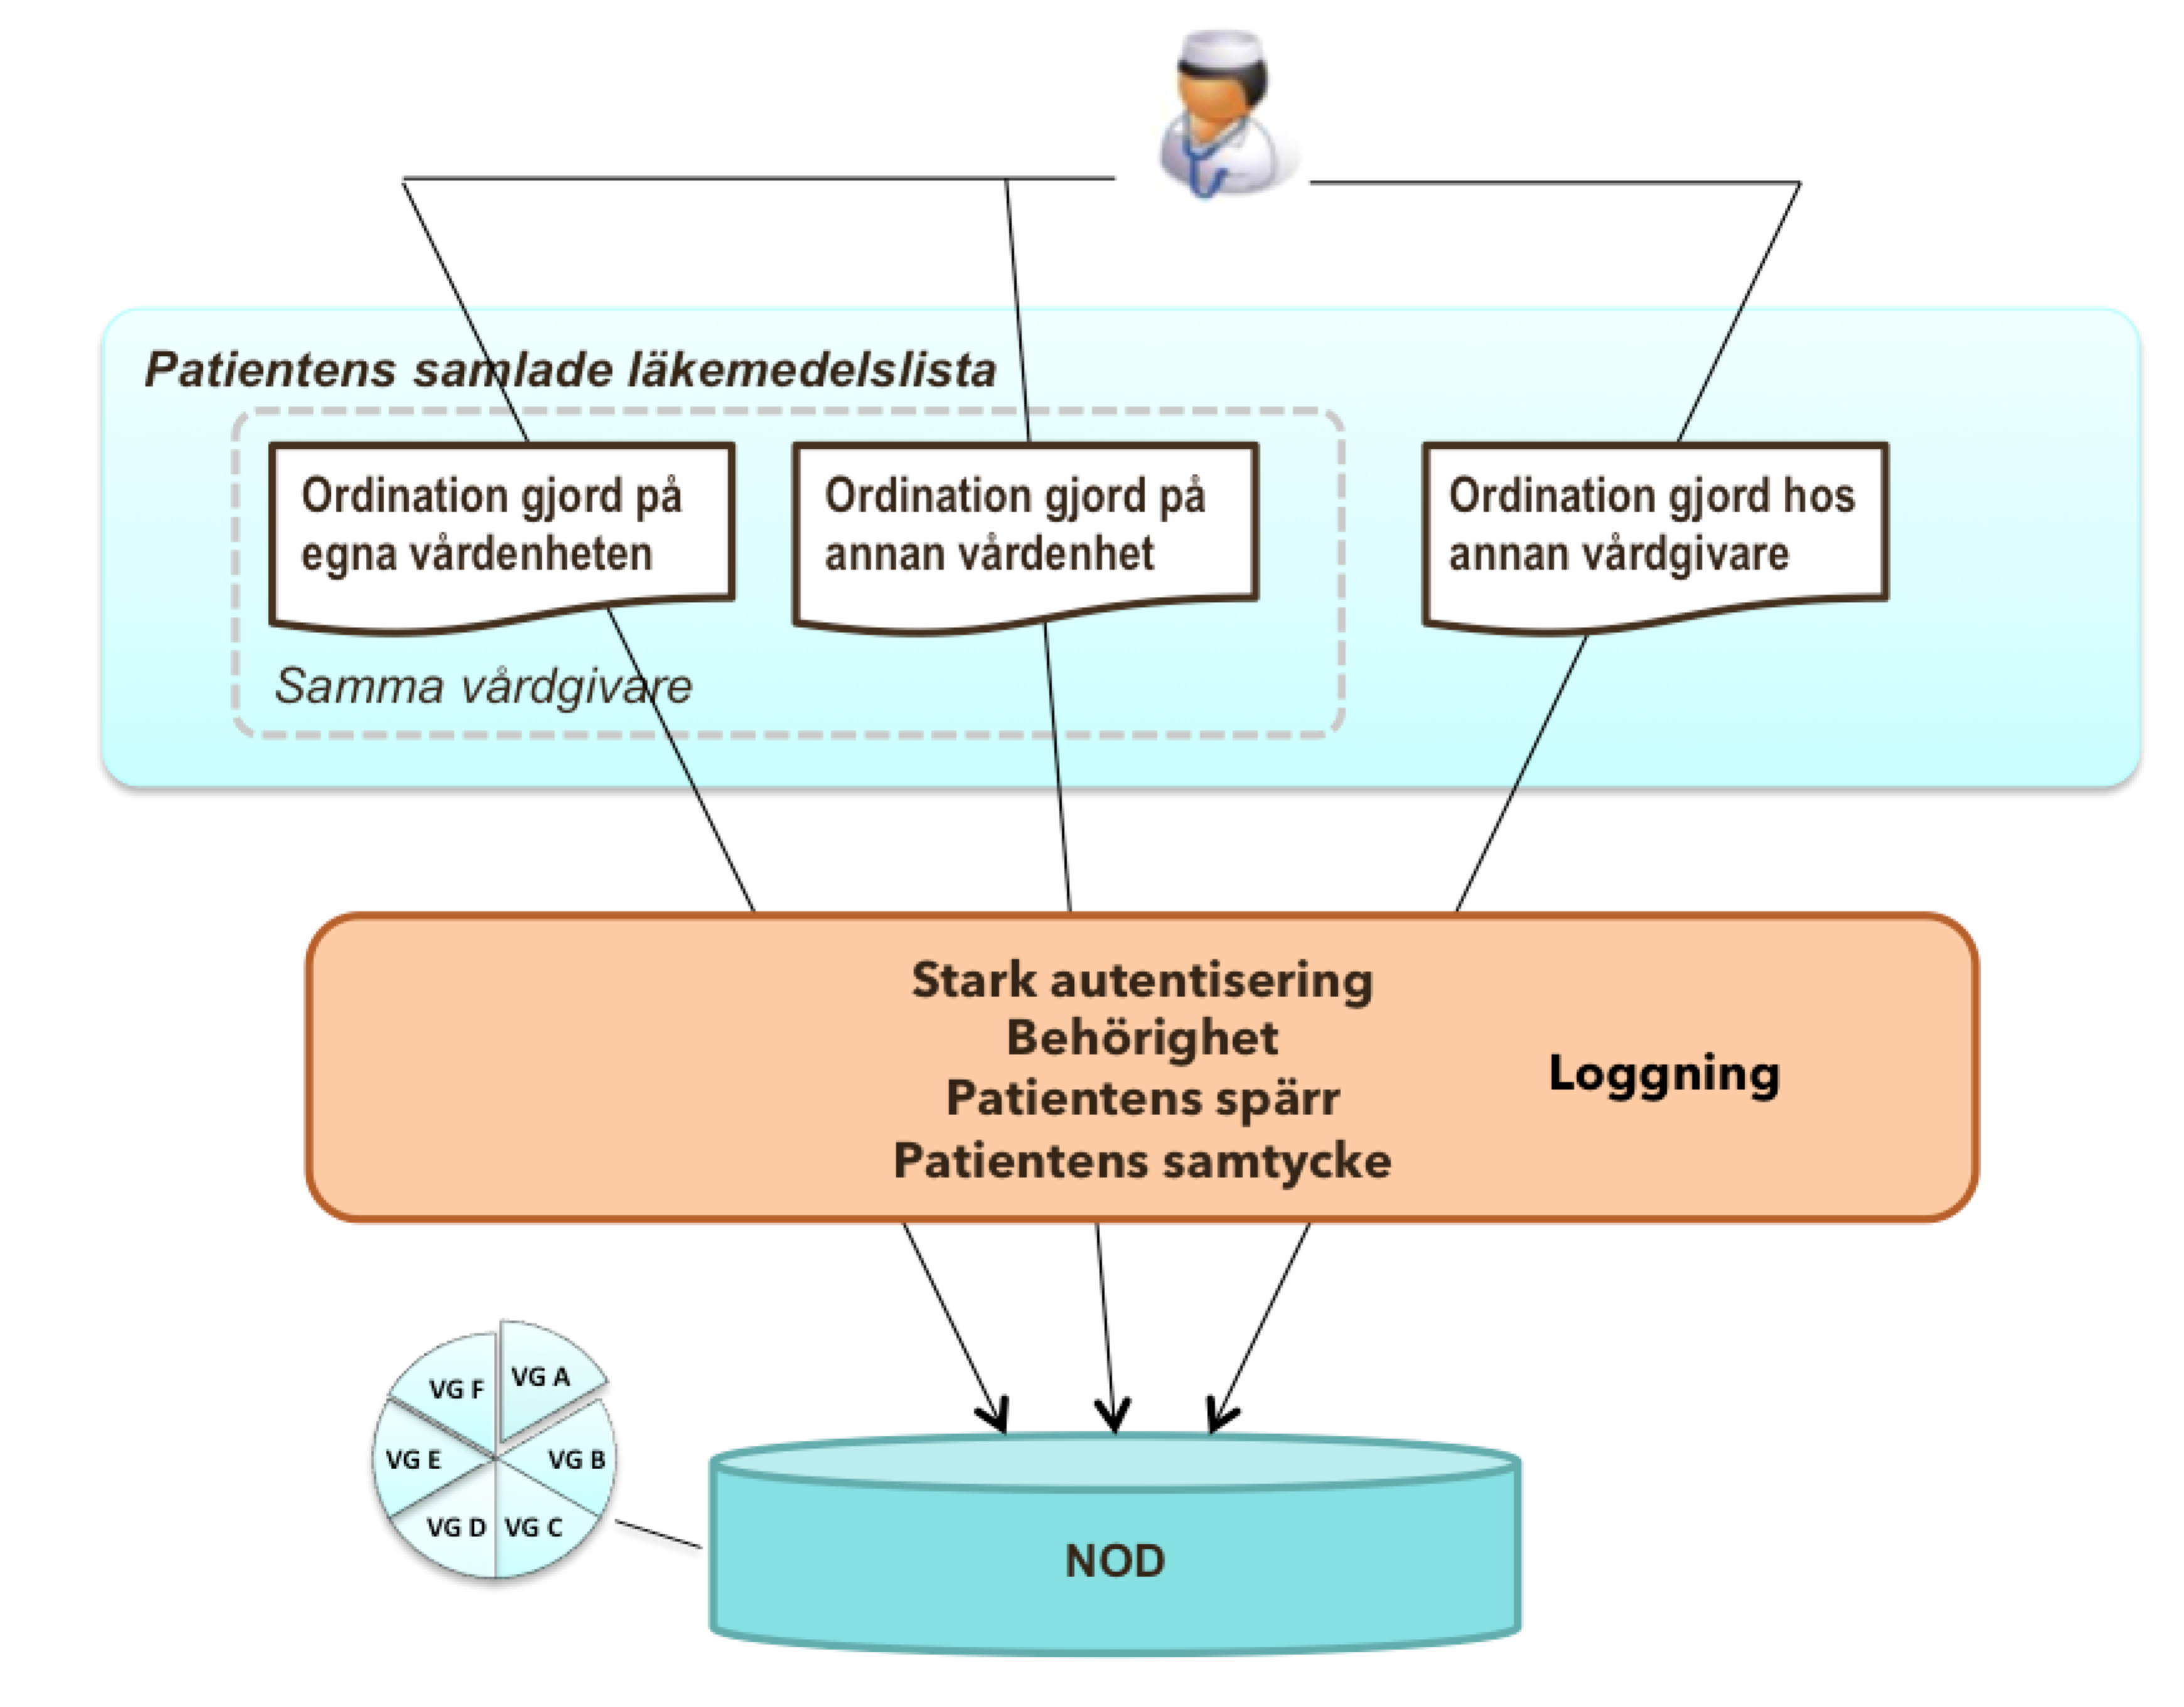 Patientens samlade läkemedelslista
Ordination gjord på
egna vårdenheten
Ordination gjord på
annan vårdenhet
Ordination gjord hos
annan vårdgivare
Samma vårdgivare
Stark autentisering
Behörighet
Patientens spärr
Patientens samtycke
Loggning
VG F
VG A
VG E
VG B
VG D
VG C
NOD